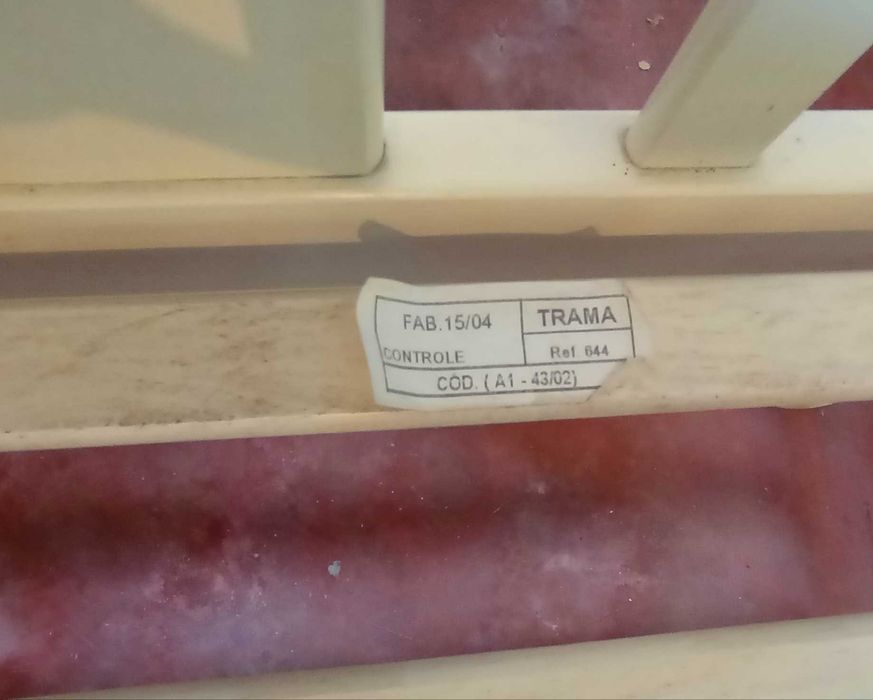 FAB.15/04
TRAMA
CONTROLE
Ref. 644
CÓD. ( A1 - 43/02)